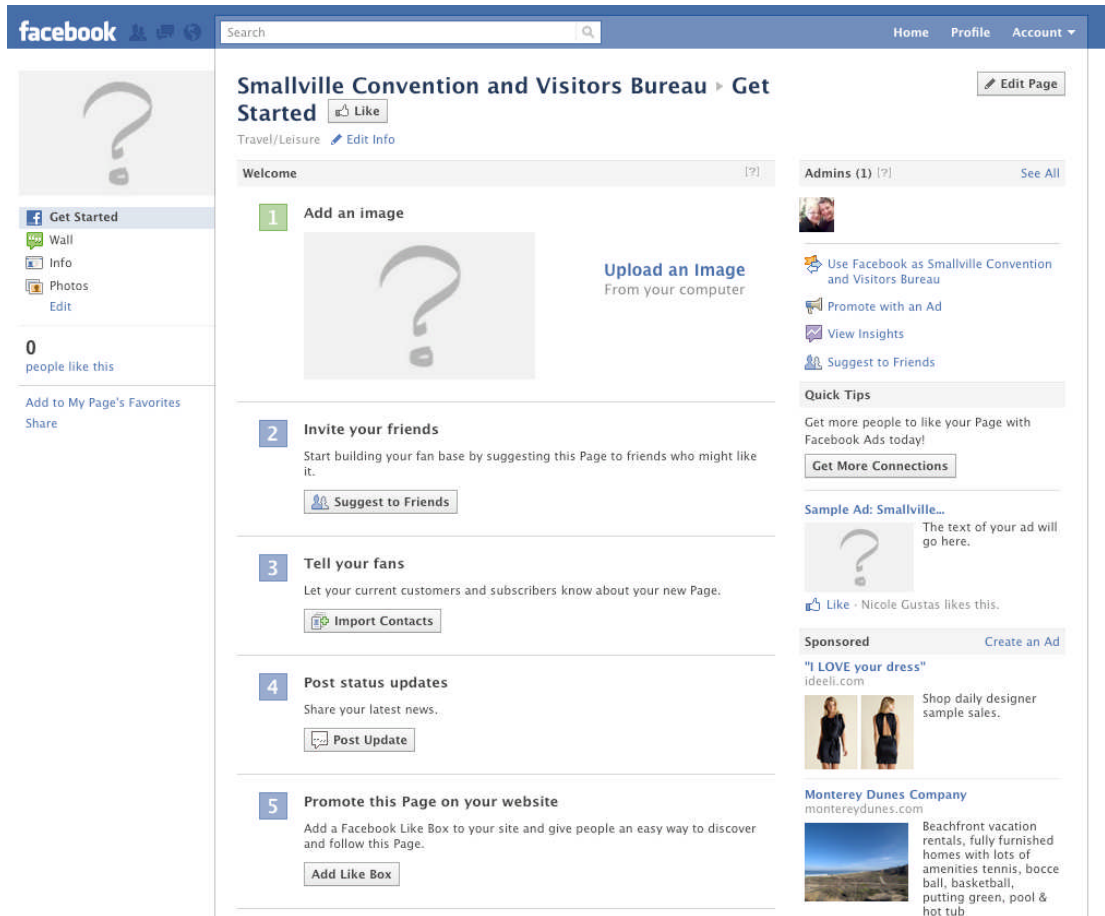 facebook
Search
Home Profile Account
Smallville Convention and Visitors Bureau ▸ Get
Started Like
Travel/Leisure Edit Info
Edit Page
Get Started
Wall
Info
Photos
Edit
0
people like this
Add to My Page's Favorites
Share
Welcome [?]
1 Add an image
Upload an Image
From your computer
2 Invite your friends
Start building your fan base by suggesting this Page to friends who might like
it.
Suggest to Friends
3 Tell your fans
Let your current customers and subscribers know about your new Page.
Import Contacts
4 Post status updates
Share your latest news.
Post Update
5 Promote this Page on your website
Add a Facebook Like Box to your site and give people an easy way to discover
and follow this Page.
Add Like Box
Admins (1) [?] See All
Use Facebook as Smallville Convention
and Visitors Bureau
Promote with an Ad
View Insights
Suggest to Friends
Quick Tips
Get more people to like your Page with
Facebook Ads today!
Get More Connections
Sample Ad: Smallville...
The text of your ad will
go here.
Like · Nicole Gustas likes this.
Sponsored Create an Ad
"I LOVE your dress"
ideeli.com
Shop daily designer
sample sales.
Monterey Dunes Company
montereydunes.com
Beachfront vacation
rentals, fully furnished
homes with lots of
amenities tennis, bocce
ball, basketball,
putting green, pool &
hot tub